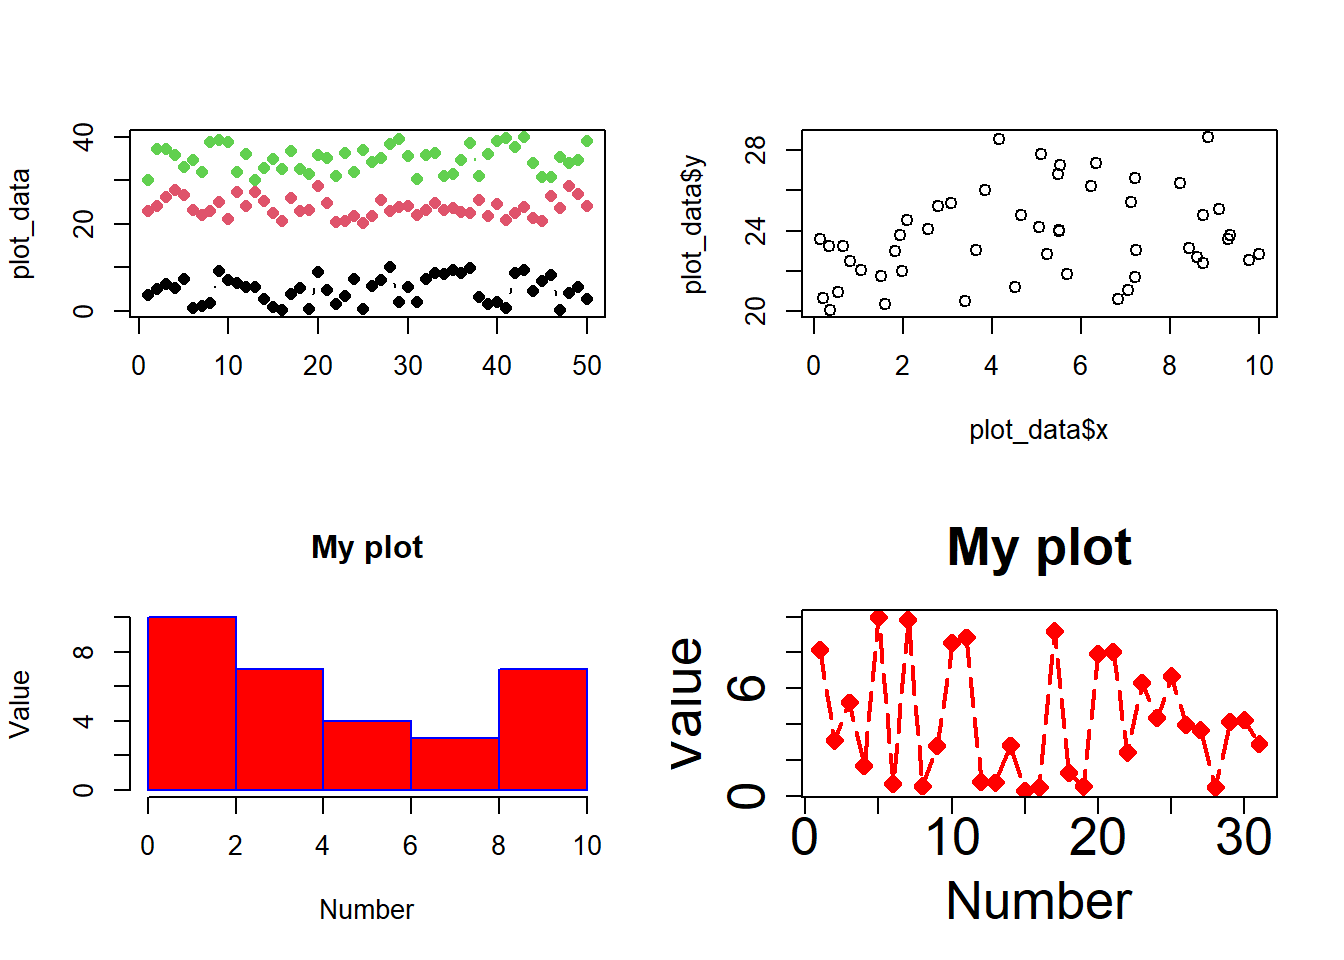 plot_data
40
20
0
0 10 20 30 40 50
plot_data$y
28
24
20
0 2 4 6 8 10
plot_data$x
My plot
Value
8
4
0
0 2 4 6 8 10
Number
My plot
value
6
0
0 10 20 30
Number